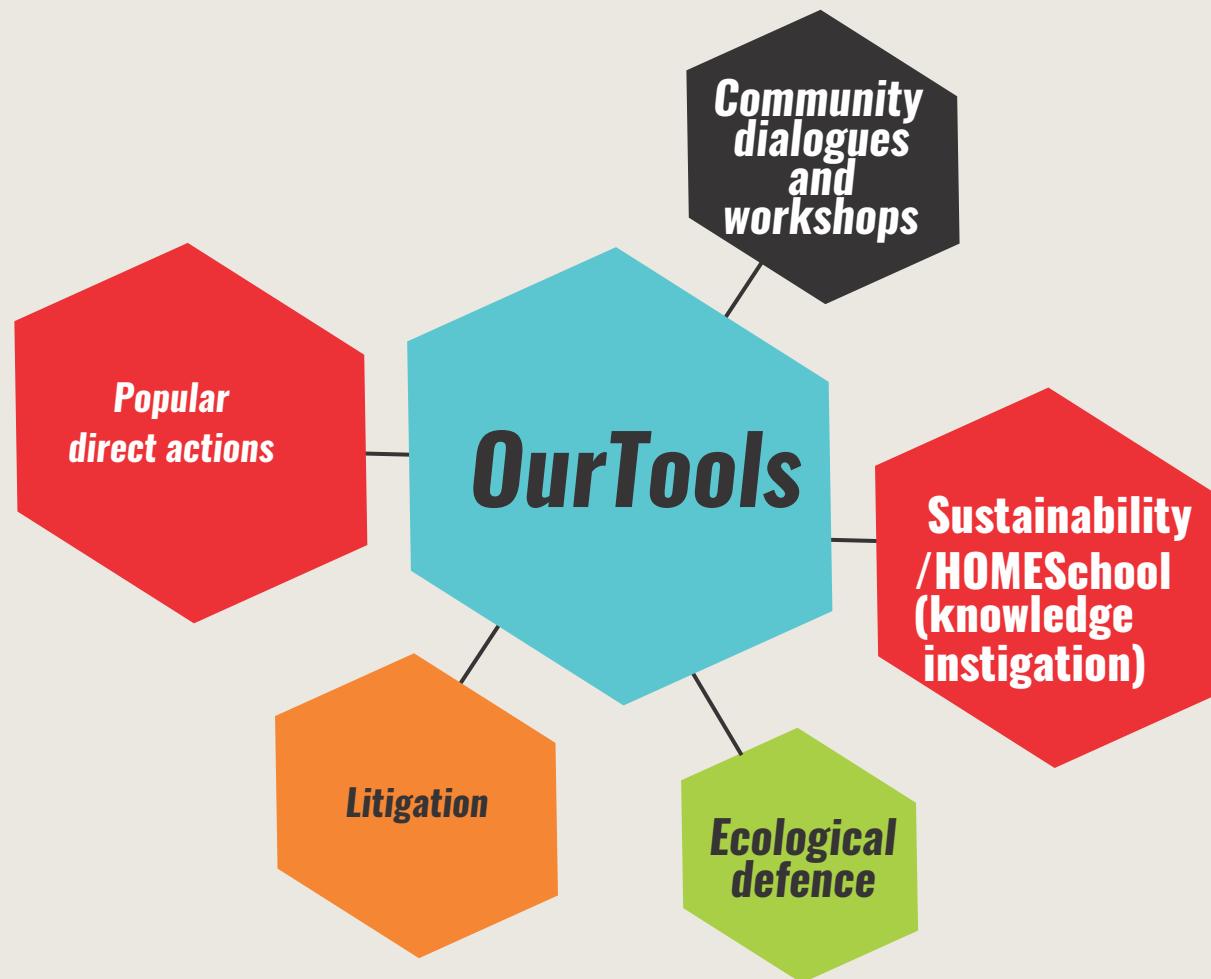 Community
dialogues
and
workshops
Popular
direct actions
OurTools
Sustainability
/HOMESchool
(knowledge
instigation)
Litigation
Ecological
defence